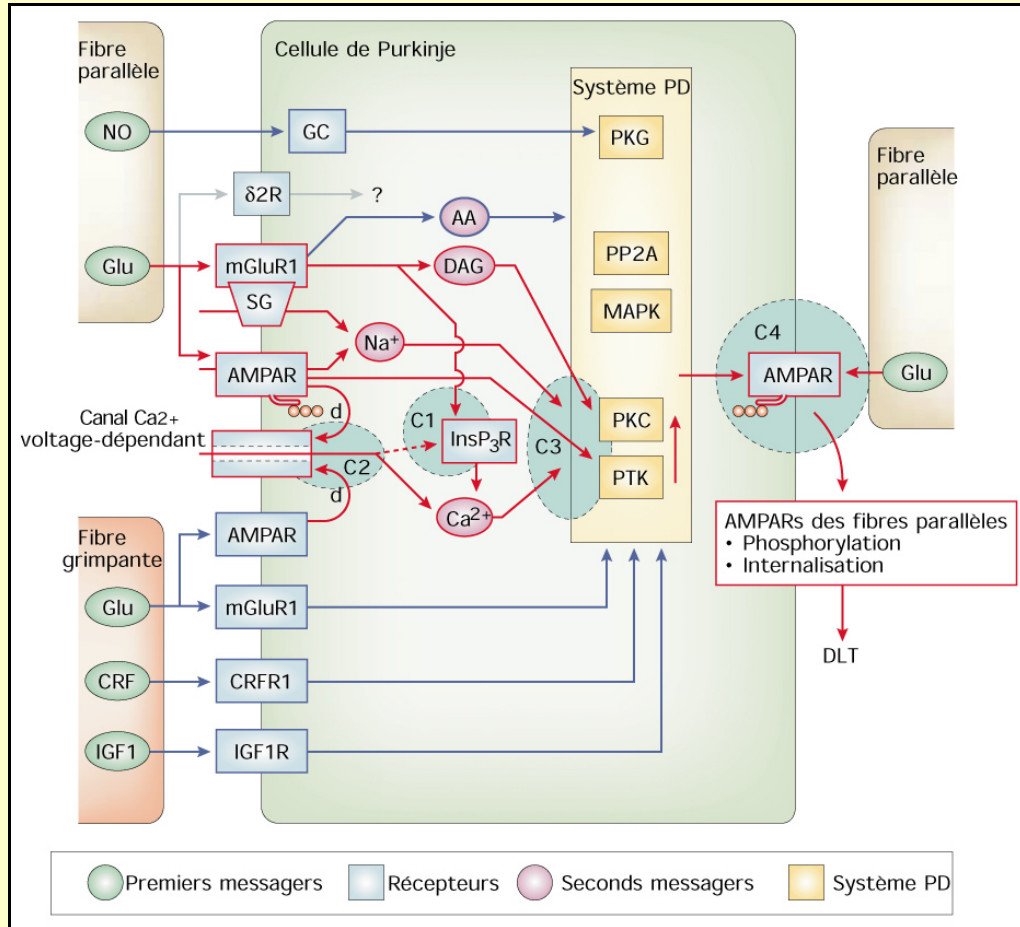 Fibre
parallèle
Cellule de Purkinje
Système PD
NO
GC
PKG
Fibre
parallèle
δ2R
?
AA
Glu
mGluR1
DAG
PP2A
SG
MAPK
Na+
C4
AMPAR
AMPAR
Glu
d
Canal Ca2+
voltage-dépendant
C1
InsP3R
C3
PKC
C2
PTK
d
Ca2+
AMPARs des fibres parallèles
• Phosphorylation
• Internalisation
Fibre
grimpante
AMPAR
Glu
mGluR1
DLT
CRF
CRFR1
IGF1
IGF1R
Premiers messagers
Récepteurs
Seconds messagers
Système PD